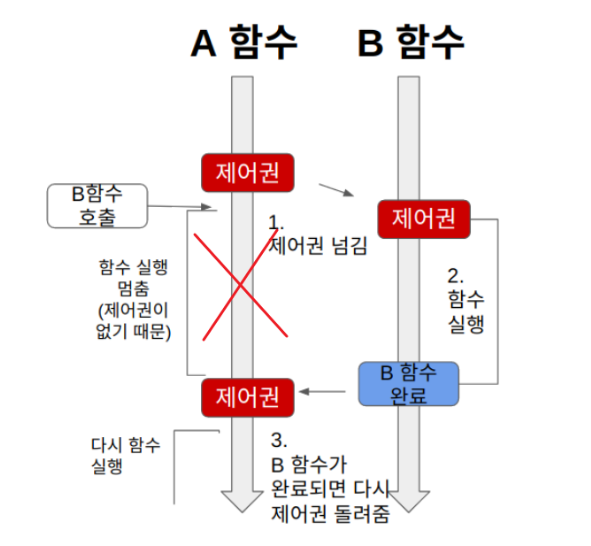 A 함수
B 함수
제어권
B함수
호출
1.
제어권 넘김
제어권
함수 실행
멈춤
(제어권이
없기 때문)
2.
함수
실행
B 함수
완료
제어권
다시 함수
실행
3.
B 함수가
완료되면 다시
제어권 돌려줌